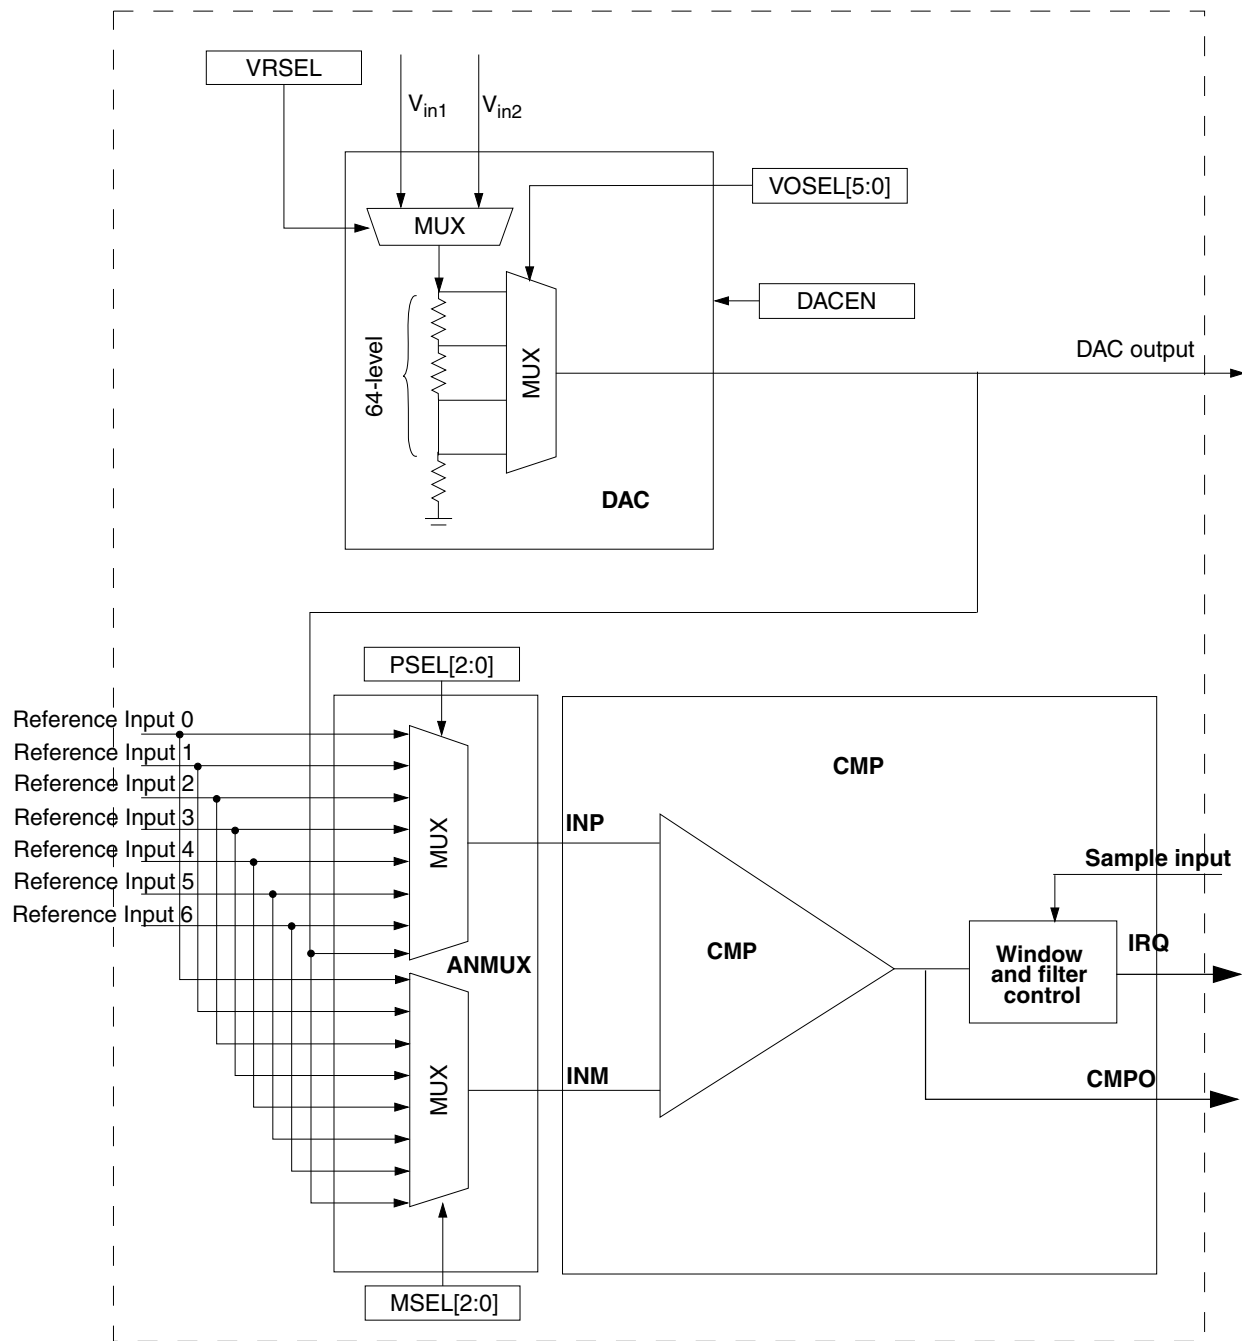 VRSEL
Vin1
Vin2
VOSEL[5:0]
MUX
DACEN
64-level
MUX
DAC output
DAC
PSEL[2:0]
Reference Input 0
Reference Input 1
Reference Input 2
Reference Input 3
Reference Input 4
Reference Input 5
Reference Input 6
MUX
ANMUX
MUX
MSEL[2:0]
CMP
INP
INM
CMP
Sample input
Window
and filter
control
IRQ
CMPO